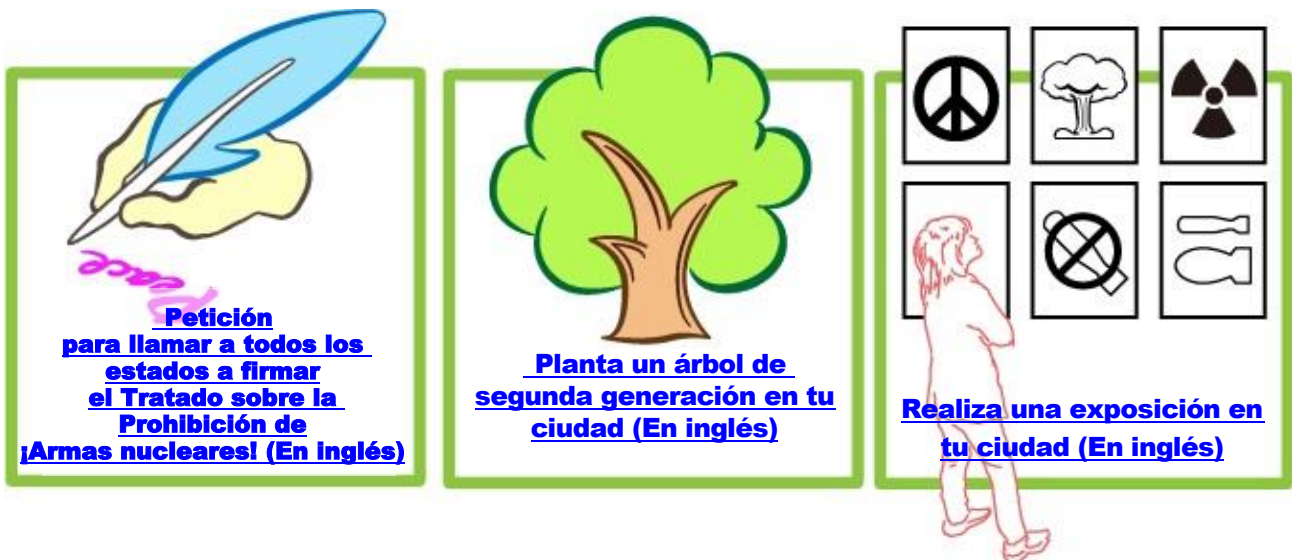 Peace
Petición
para llamar a todos los
estados a firmar
el Tratado sobre la
Prohibición de
¡Armas nucleares! (En inglés)
Planta un árbol de
segunda generación en tu
ciudad (En inglés)
Realiza una exposición en
tu ciudad (En inglés)